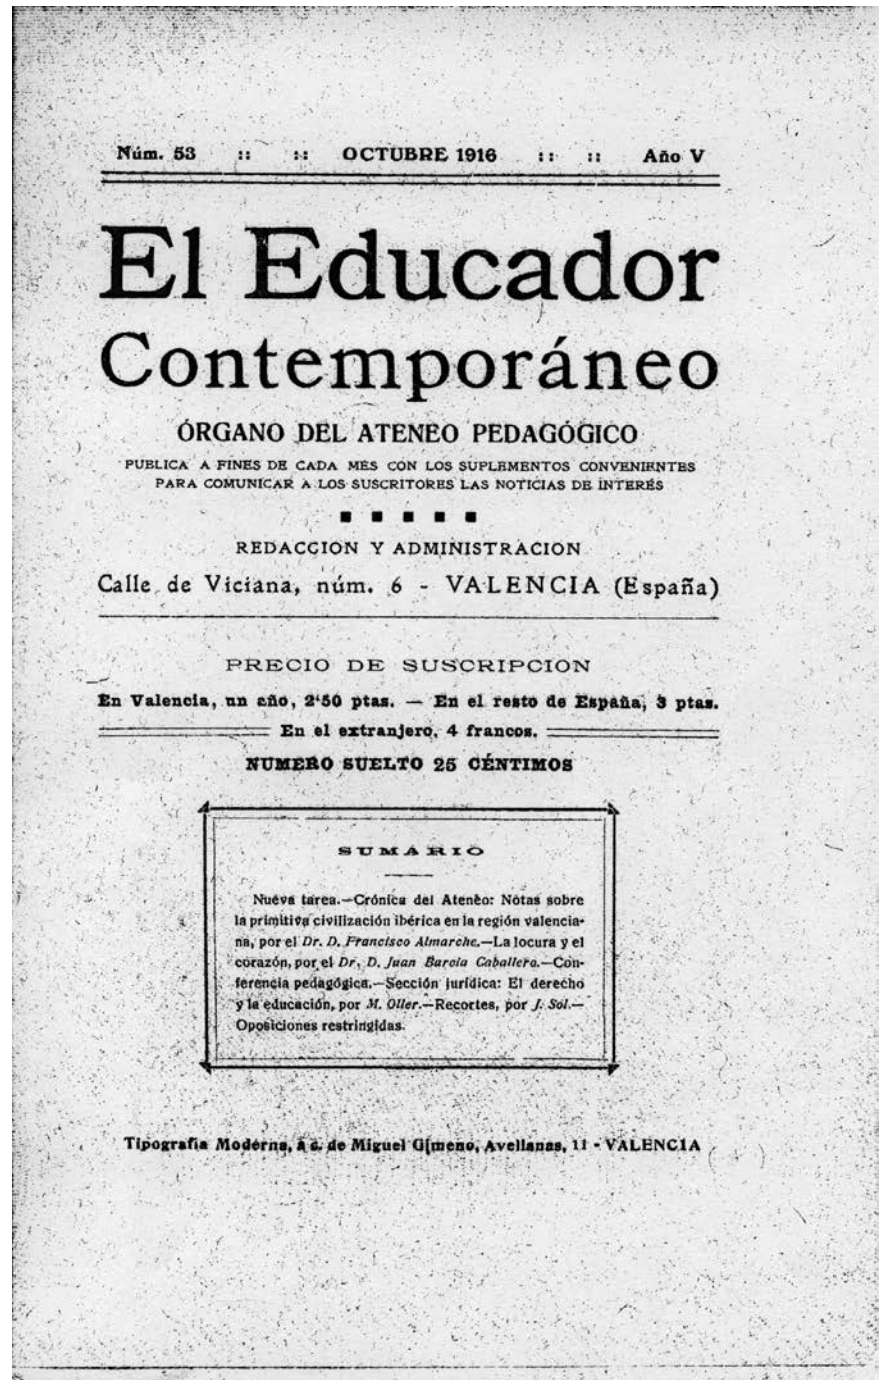 Núm. 53 :: :: OCTUBRE 1916 :: :: Año V
El Educador
Contemporáneo
ÓRGANO DEL ATENEO PEDAGÓGICO
PUBLICA A FINES DE CADA MES CON LOS SUPLEMENTOS CONVENIENTES
PARA COMUNICAR A LOS SUSCRITORES LAS NOTICIAS DE INTERÉS
REDACCION Y ADMINISTRACION
Calle de Viciana, núm. 6 - VALENCIA (España)
PRECIO DE SUSCRIPCION
En Valencia, un año, 2'50 ptas. — En el resto de España, 3 ptas.
En el extranjero, 4 francos.
NUMERO SUELTO 25 CÉNTIMOS
SUMARIO
Nueva tarea.—Crónica del Ateneo: Notas sobre
la primitiva civilización ibérica en la región valencia-
na, por el Dr. D. Francisco Almarche.—La locura y el
corazón, por el Dr. D. Juan Barcia Caballero.—Con-
ferencia pedagógica.—Sección jurídica: El derecho
y la educación, por M. Oller.—Recortes, por J. Sol.—
Oposiciones restringidas.
Tipografía Moderna, á c. de Miguel Gimeno, Avellanas, 11 - VALENCIA